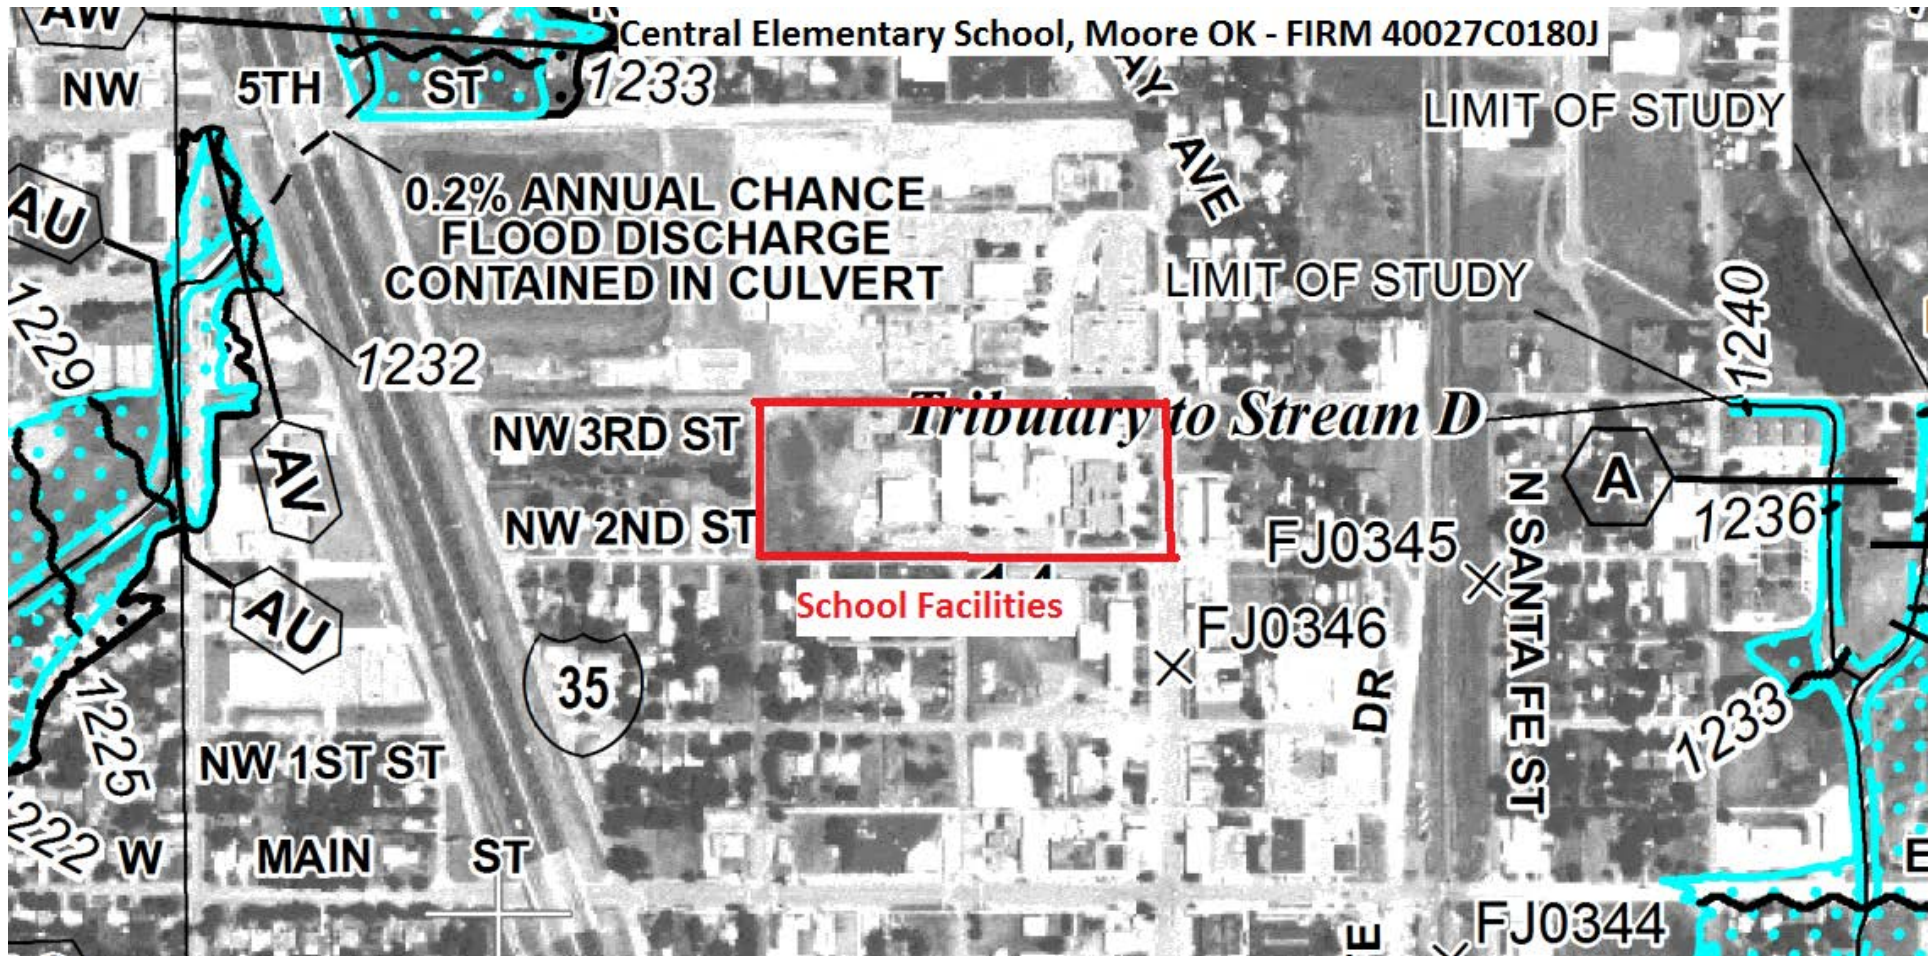 AW
Central Elementary School, Moore OK - FIRM 40027C0180J
NW 5TH ST
1233
AY AVE
LIMIT OF STUDY
AU
0.2% ANNUAL CHANCE
FLOOD DISCHARGE
CONTAINED IN CULVERT
LIMIT OF STUDY
1240
1229
1232
Tributary to Stream D
NW 3RD ST
AV
A
1236
NW 2ND ST
N SANTA FE ST
FJ0345
School Facilities
AU
FJ0346
35
DR
1233
1225
NW 1ST ST
1222
W MAIN ST
FJ0344
E
E